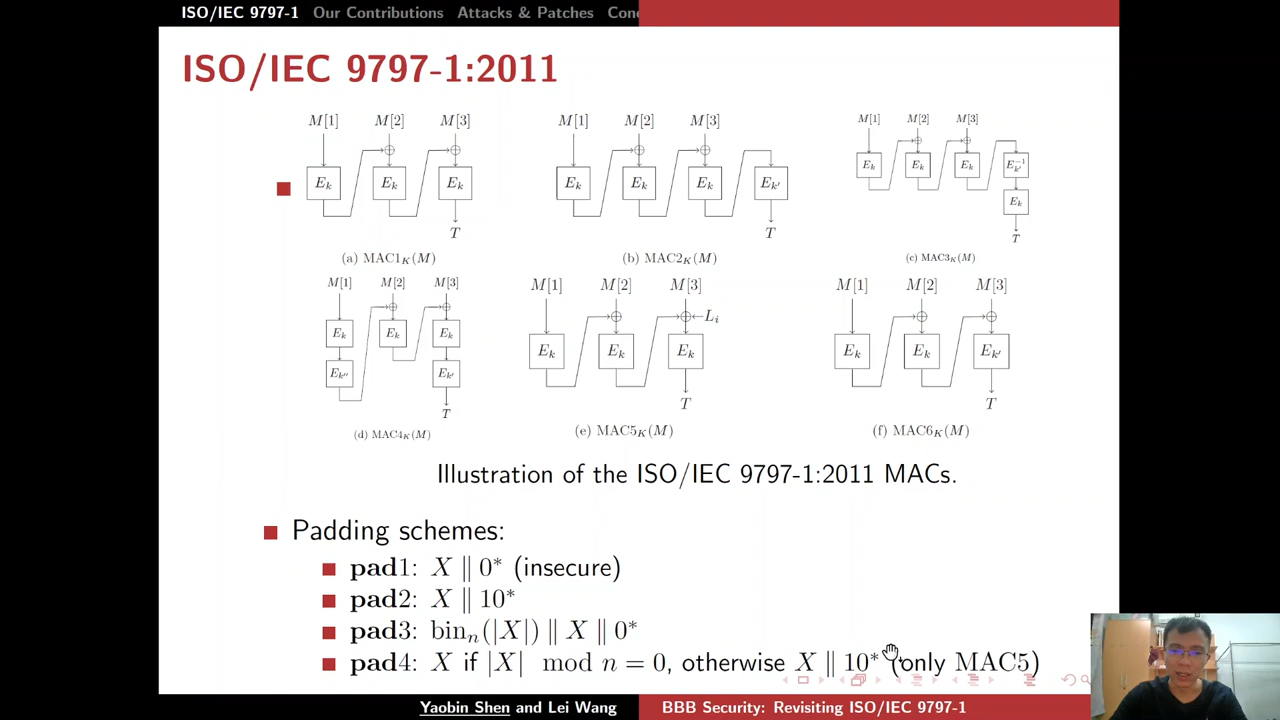 ISO/IEC 9797-1 Our Contributions Attacks & Patches Con
ISO/IEC 9797-1:2011
M[1] M[2] M[3]
E_k E_k E_k
T
(a) MAC1_K(M)
M[1] M[2] M[3]
E_k E_k E_k E_{k'}
T
(b) MAC2_K(M)
M[1] M[2] M[3]
E_k E_k E_k E_{k'}^{-1}
E_k
T
(c) MAC3_K(M)
M[1] M[2] M[3]
E_k E_k E_k
E_{k''} E_{k'}
T
(d) MAC4_K(M)
M[1] M[2] M[3]
L_i
E_k E_k E_k
T
(e) MAC5_K(M)
M[1] M[2] M[3]
E_k E_k E_{k'}
T
(f) MAC6_K(M)
Illustration of the ISO/IEC 9797-1:2011 MACs.
Padding schemes:
pad1: X ∥ 0* (insecure)
pad2: X ∥ 10*
pad3: bin_n(|X|) ∥ X ∥ 0*
pad4: X if |X| mod n = 0, otherwise X ∥ 10* (only MAC5)
Yaobin Shen and Lei Wang BBB Security: Revisiting ISO/IEC 9797-1